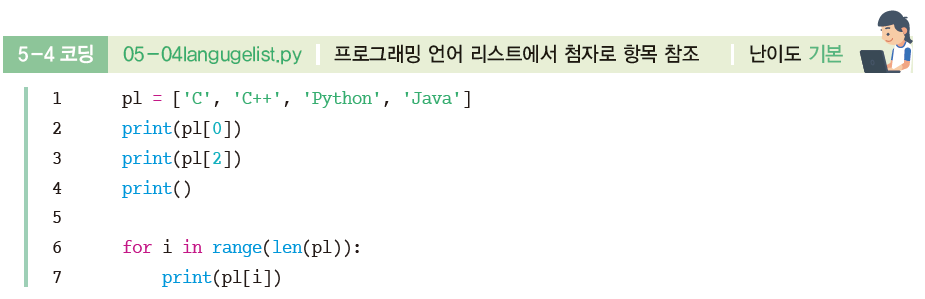 5-4 코딩 05-04langugelist.py 프로그래밍 언어 리스트에서 첨자로 항목 참조 난이도 기본
1 pl = ['C', 'C++', 'Python', 'Java']
2 print(pl[0])
3 print(pl[2])
4 print()
5
6 for i in range(len(pl)):
7     print(pl[i])